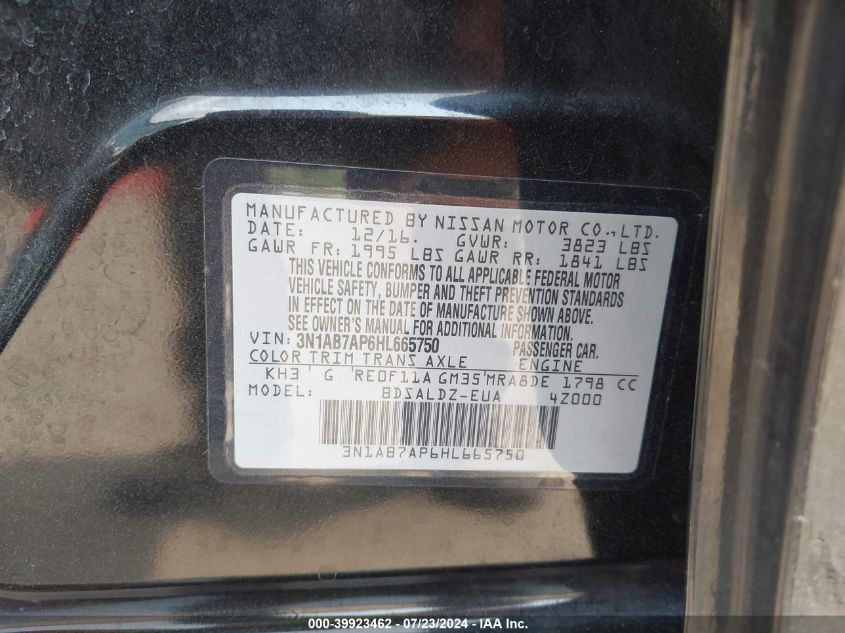 MANUFACTURED BY NISSAN MOTOR CO., LTD.
DATE: 12/16. GVWR: 3823 LBS
GAWR FR: 1995 LBS GAWR RR: 1841 LBS
THIS VEHICLE CONFORMS TO ALL APPLICABLE FEDERAL MOTOR
VEHICLE SAFETY, BUMPER AND THEFT PREVENTION STANDARDS
IN EFFECT ON THE DATE OF MANUFACTURE SHOWN ABOVE.
SEE OWNER'S MANUAL FOR ADDITIONAL INFORMATION.
VIN: 3N1AB7AP6HL665750 PASSENGER CAR.
COLOR TRIM TRANS AXLE ENGINE
KH3 G RE0F11A GM35 MRA8DE 1798 CC
MODEL: BDSALDZ-EUA 4Z000
3N1AB7AP6HL665750
000-39923462 - 07/23/2024 - IAA Inc.